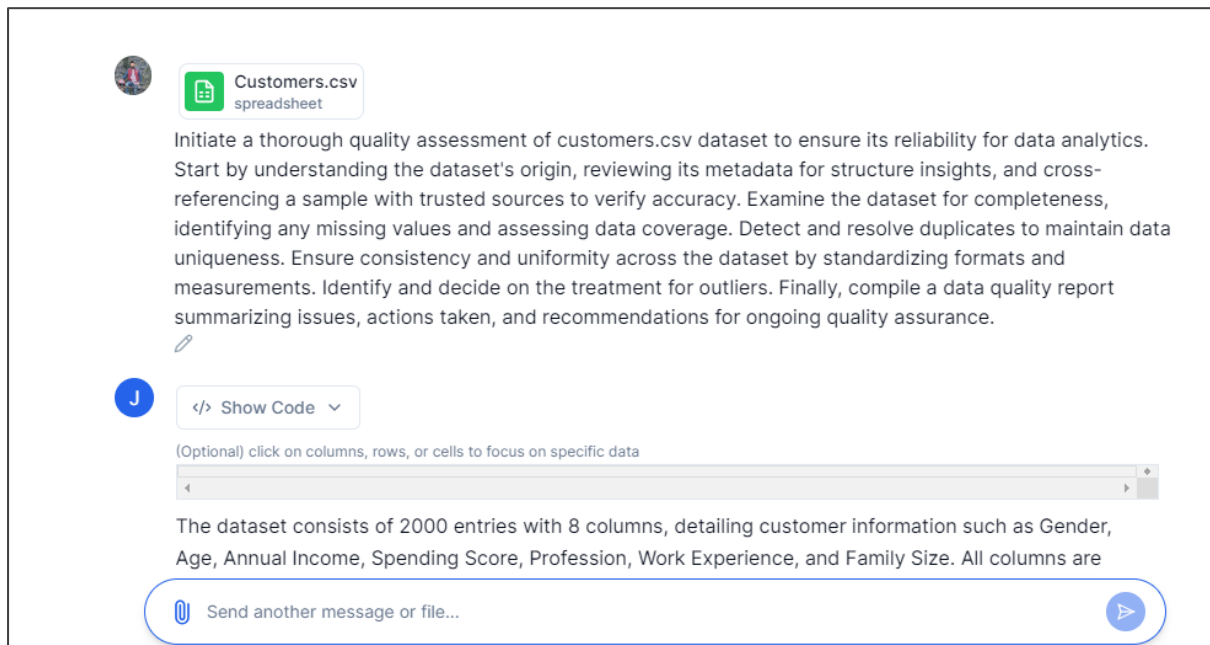 Customers.csv
spreadsheet
Initiate a thorough quality assessment of customers.csv dataset to ensure its reliability for data analytics.
Start by understanding the dataset's origin, reviewing its metadata for structure insights, and cross-
referencing a sample with trusted sources to verify accuracy. Examine the dataset for completeness,
identifying any missing values and assessing data coverage. Detect and resolve duplicates to maintain data
uniqueness. Ensure consistency and uniformity across the dataset by standardizing formats and
measurements. Identify and decide on the treatment for outliers. Finally, compile a data quality report
summarizing issues, actions taken, and recommendations for ongoing quality assurance.
J
</> Show Code
(Optional) click on columns, rows, or cells to focus on specific data
The dataset consists of 2000 entries with 8 columns, detailing customer information such as Gender,
Age, Annual Income, Spending Score, Profession, Work Experience, and Family Size. All columns are
Send another message or file...